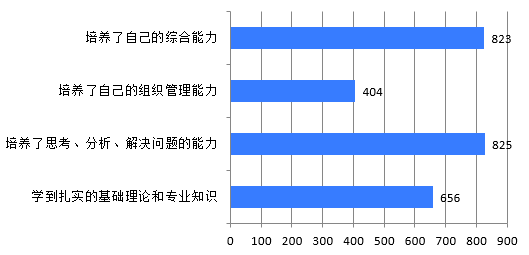 培养了自己的综合能力 823
培养了自己的组织管理能力 404
培养了思考、分析、解决问题的能力 825
学到扎实的基础理论和专业知识 656
0 100 200 300 400 500 600 700 800 900